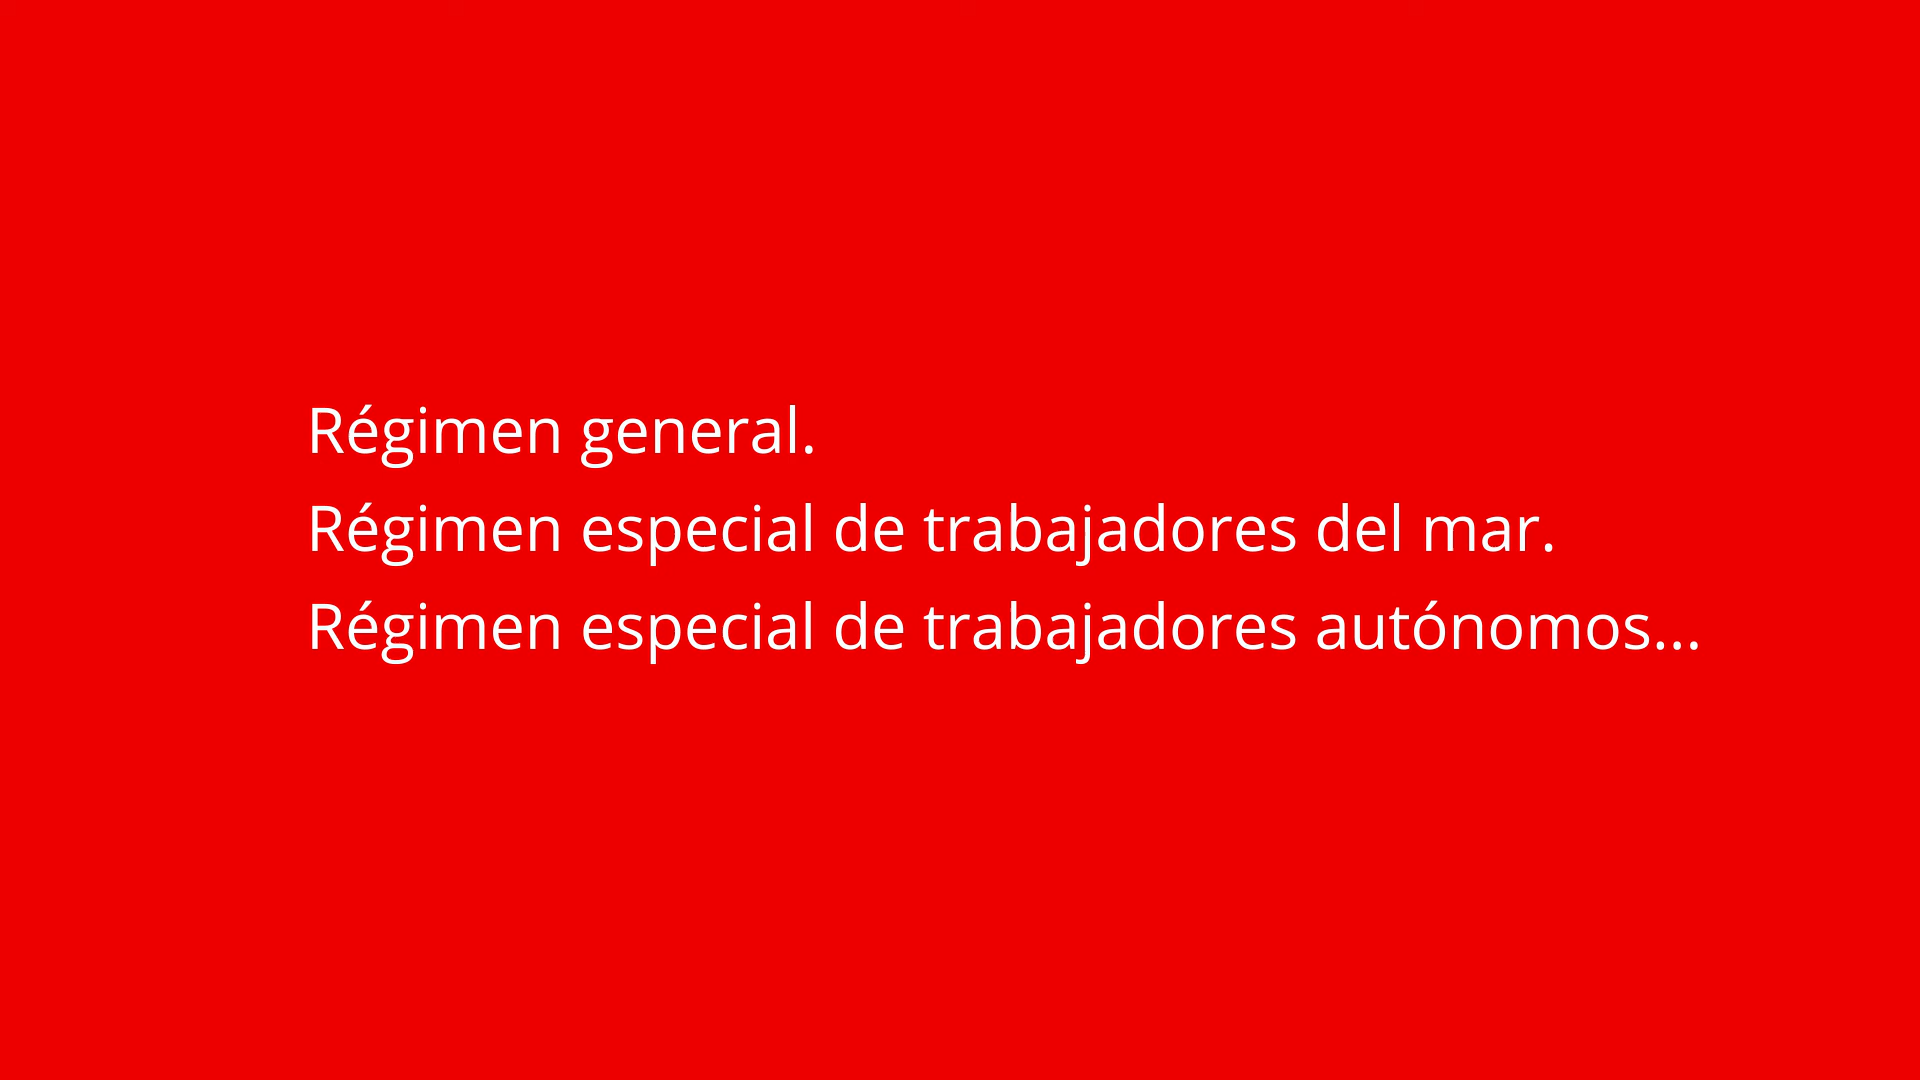 Régimen general.
Régimen especial de trabajadores del mar.
Régimen especial de trabajadores autónomos...